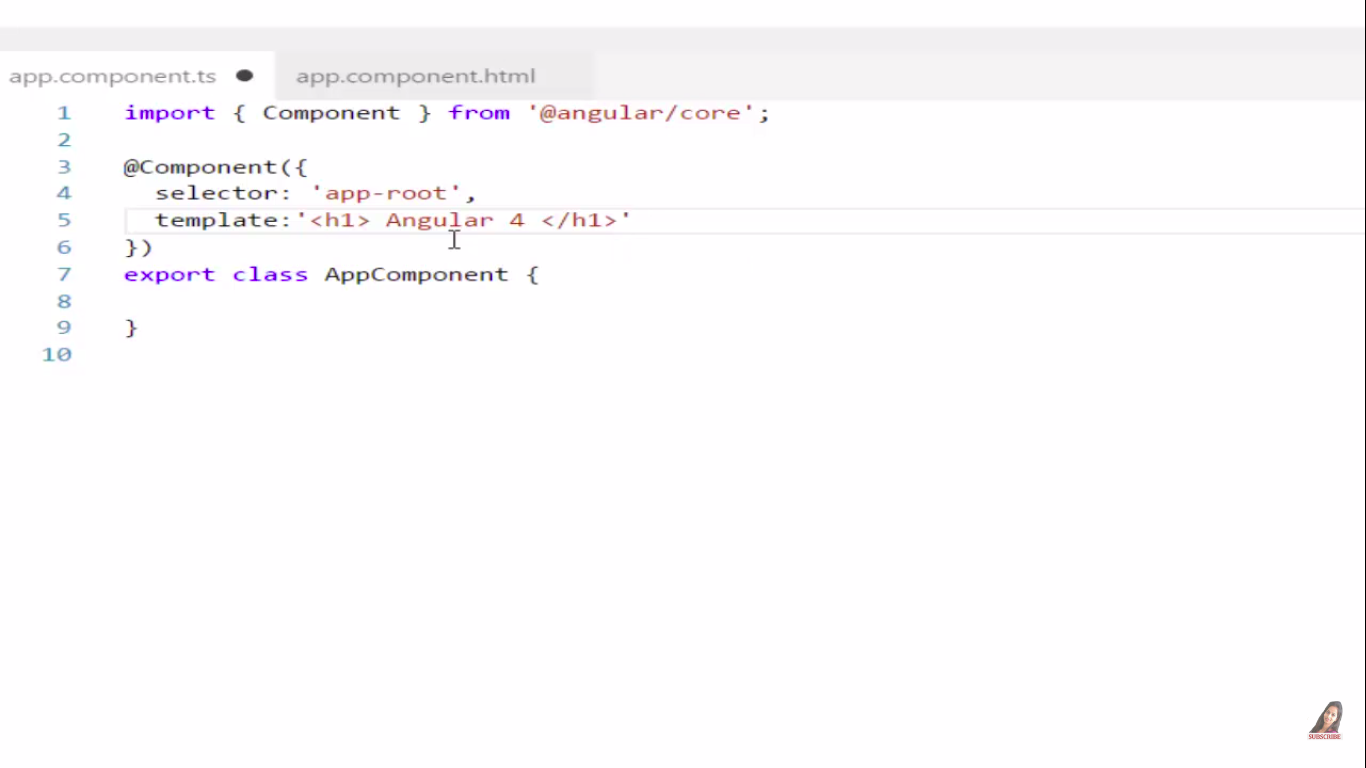 app.component.ts app.component.html
1 import { Component } from '@angular/core';
2
3 @Component({
4   selector: 'app-root',
5   template:'<h1> Angular 4 </h1>'
6 })
7 export class AppComponent {
8
9 }
10
SUBSCRIBE